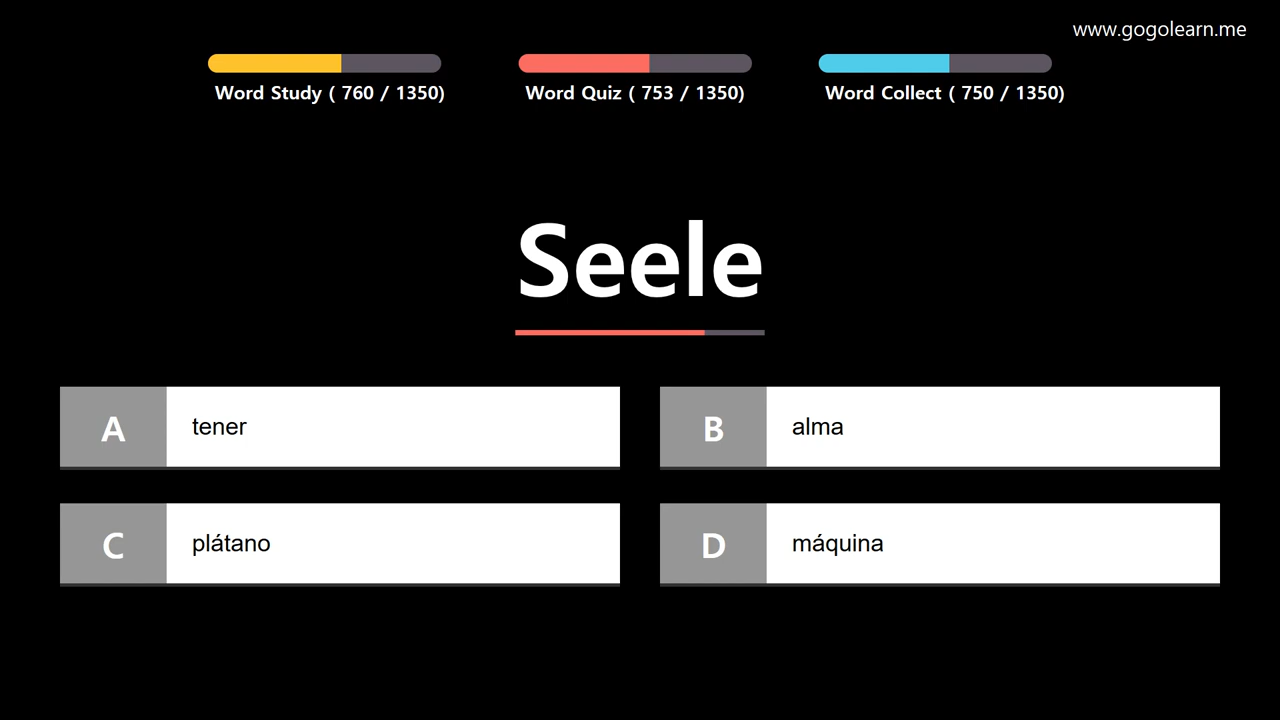 www.gogolearn.me
Word Study ( 760 / 1350)
Word Quiz ( 753 / 1350)
Word Collect ( 750 / 1350)
Seele
A tener
B alma
C plátano
D máquina